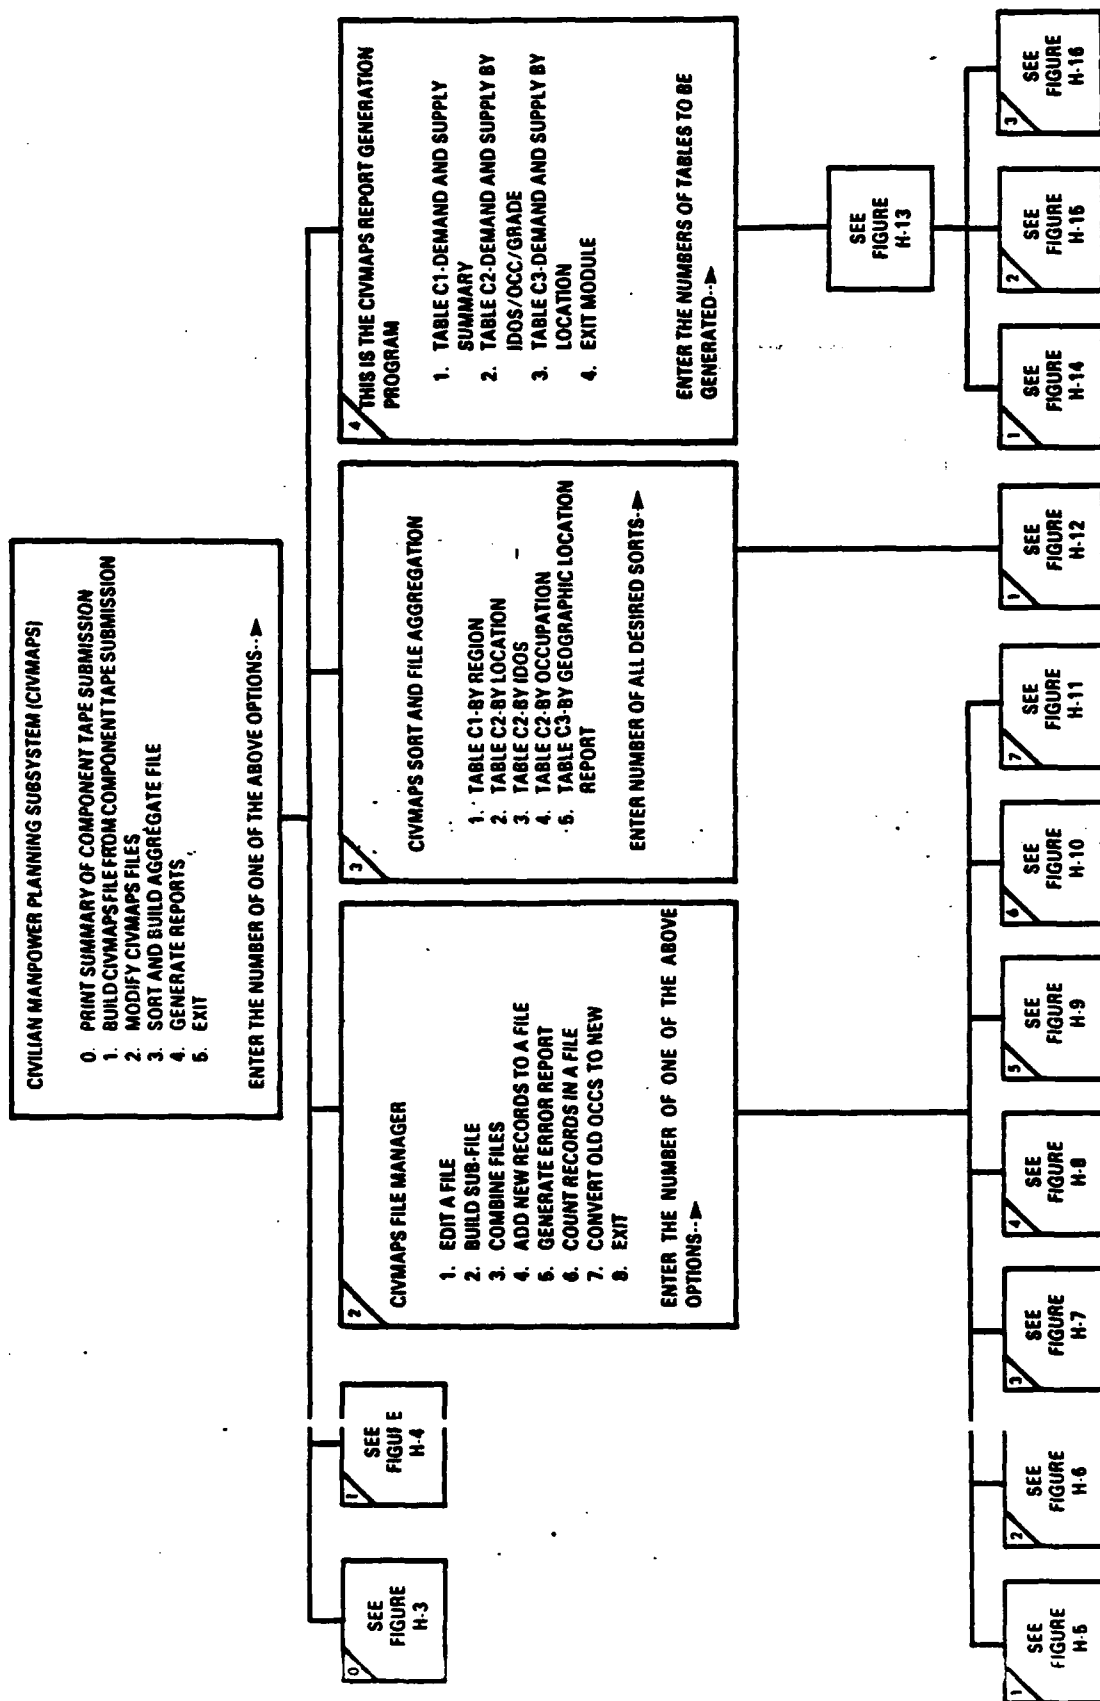 CIVILIAN MANPOWER PLANNING SUBSYSTEM (CIVMAPS)
0. PRINT SUMMARY OF COMPONENT TAPE SUBMISSION
1. BUILD CIVMAPS FILE FROM COMPONENT TAPE SUBMISSION
2. MODIFY CIVMAPS FILES
3. SORT AND BUILD AGGREGATE FILE
4. GENERATE REPORTS
5. EXIT
ENTER THE NUMBER OF ONE OF THE ABOVE OPTIONS--➤
0
SEE
FIGURE
H-3
1
SEE
FIGURE
H-4
2
CIVMAPS FILE MANAGER
1. EDIT A FILE
2. BUILD SUB-FILE
3. COMBINE FILES
4. ADD NEW RECORDS TO A FILE
5. GENERATE ERROR REPORT
6. COUNT RECORDS IN A FILE
7. CONVERT OLD OCCS TO NEW
8. EXIT
ENTER THE NUMBER OF ONE OF THE ABOVE
OPTIONS--➤
3
CIVMAPS SORT AND FILE AGGREGATION
1. TABLE C1-BY REGION
2. TABLE C2-BY LOCATION
3. TABLE C2-BY IDOS
4. TABLE C2-BY OCCUPATION
5. TABLE C3-BY GEOGRAPHIC LOCATION
REPORT
ENTER NUMBER OF ALL DESIRED SORTS--➤
4
THIS IS THE CIVMAPS REPORT GENERATION
PROGRAM
1. TABLE C1-DEMAND AND SUPPLY
SUMMARY
2. TABLE C2-DEMAND AND SUPPLY BY
IDOS/OCC/GRADE
3. TABLE C3-DEMAND AND SUPPLY BY
LOCATION
4. EXIT MODULE
ENTER THE NUMBERS OF TABLES TO BE
GENERATED--➤
SEE
FIGURE
H-13
1
SEE
FIGURE
H-5
2
SEE
FIGURE
H-6
3
SEE
FIGURE
H-7
4
SEE
FIGURE
H-8
5
SEE
FIGURE
H-9
6
SEE
FIGURE
H-10
7
SEE
FIGURE
H-11
1
SEE
FIGURE
H-12
1
SEE
FIGURE
H-14
2
SEE
FIGURE
H-15
3
SEE
FIGURE
H-16